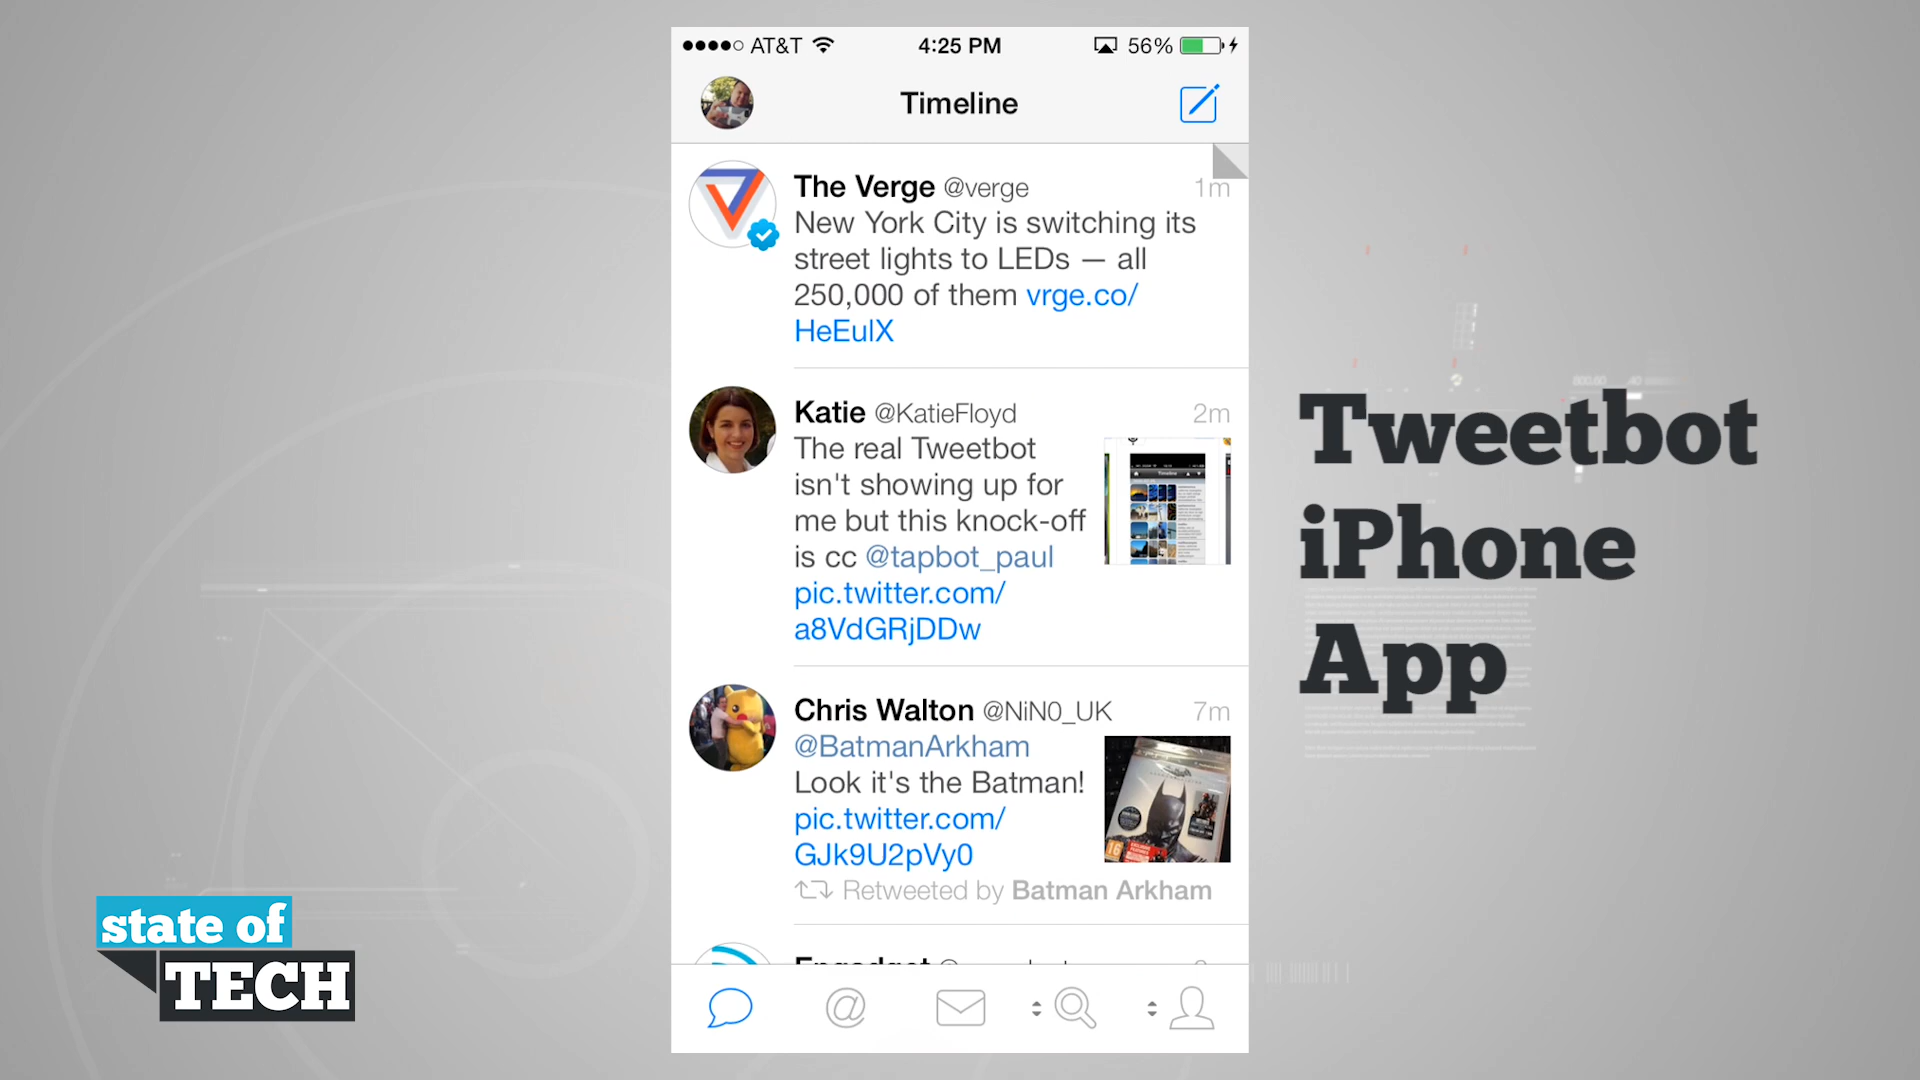 AT&T 4:25 PM 56%
Timeline
The Verge @verge 1m
New York City is switching its
street lights to LEDs — all
250,000 of them vrge.co/
HeEulX
Katie @KatieFloyd 2m
The real Tweetbot
isn't showing up for
me but this knock-off
is cc @tapbot_paul
pic.twitter.com/
a8VdGRjDDw
Chris Walton @NiN0_UK 7m
@BatmanArkham
Look it's the Batman!
pic.twitter.com/
GJk9U2pVy0
Retweeted by Batman Arkham
Tweetbot
iPhone
App
state of
TECH